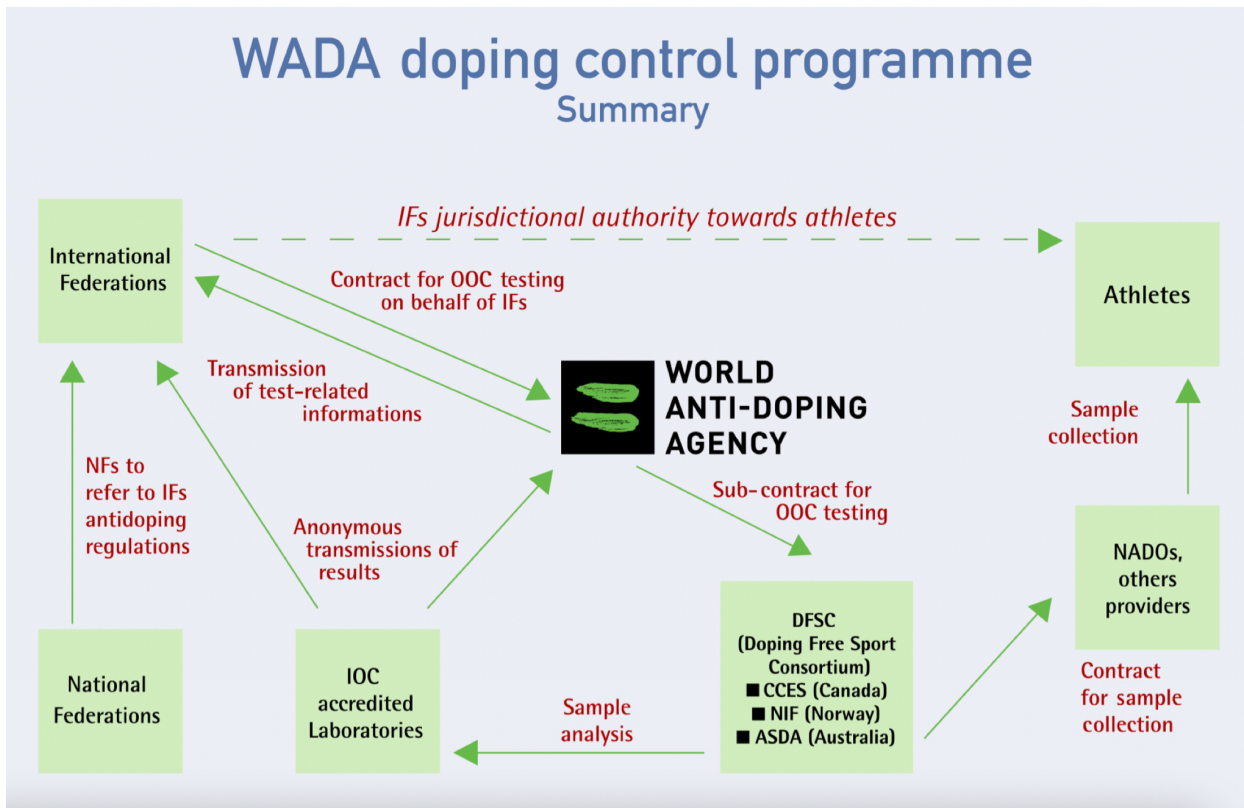 WADA doping control programme
Summary
IFs jurisdictional authority towards athletes
International
Federations
Contract for OOC testing
on behalf of IFs
Athletes
Transmission
of test-related
informations
WORLD
ANTI-DOPING
AGENCY
Sample
collection
NFs to
refer to IFs
antidoping
regulations
Anonymous
transmissions of
results
Sub-contract for
OOC testing
NADOs,
others
providers
National
Federations
IOC
accredited
Laboratories
Sample
analysis
DFSC
(Doping Free Sport
Consortium)
■ CCES (Canada)
■ NIF (Norway)
■ ASDA (Australia)
Contract
for sample
collection